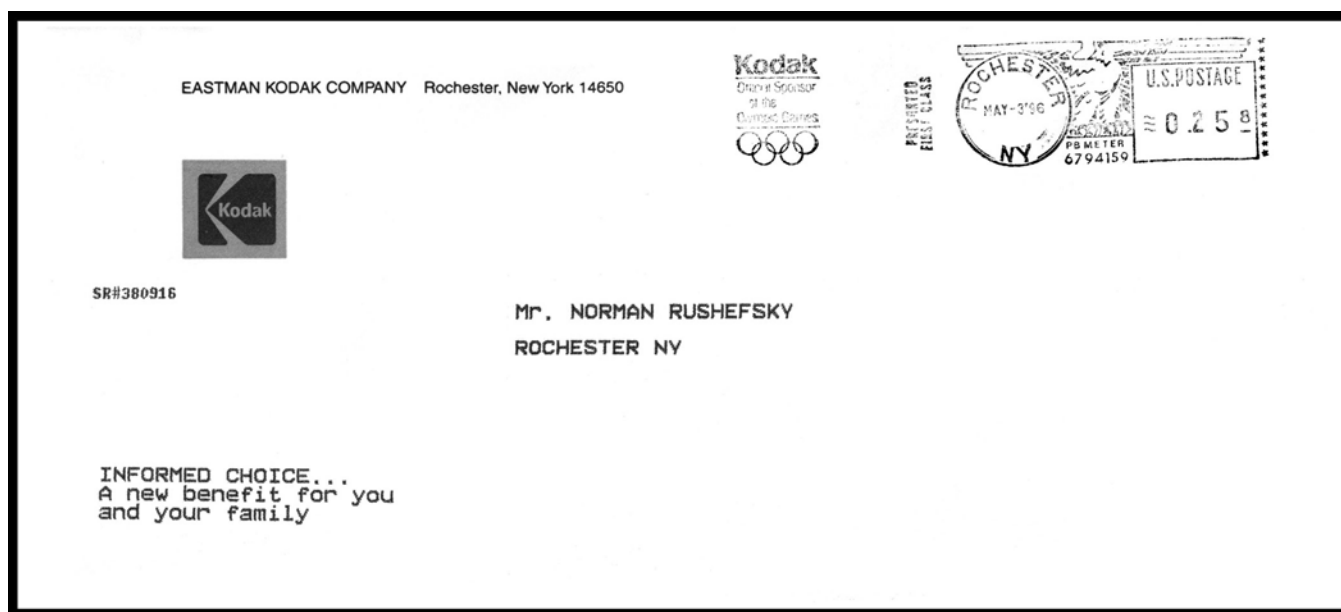 EASTMAN KODAK COMPANY Rochester, New York 14650
Kodak
Sponsor
of the
Olympic Games
PRESORTED
FIRST CLASS
ROCHESTER
MAY-3'96
NY
PB METER
6794159
U.S. POSTAGE
0.25 8
Kodak
SR#380916
Mr. NORMAN RUSHEFSKY
ROCHESTER NY
INFORMED CHOICE...
A new benefit for you
and your family